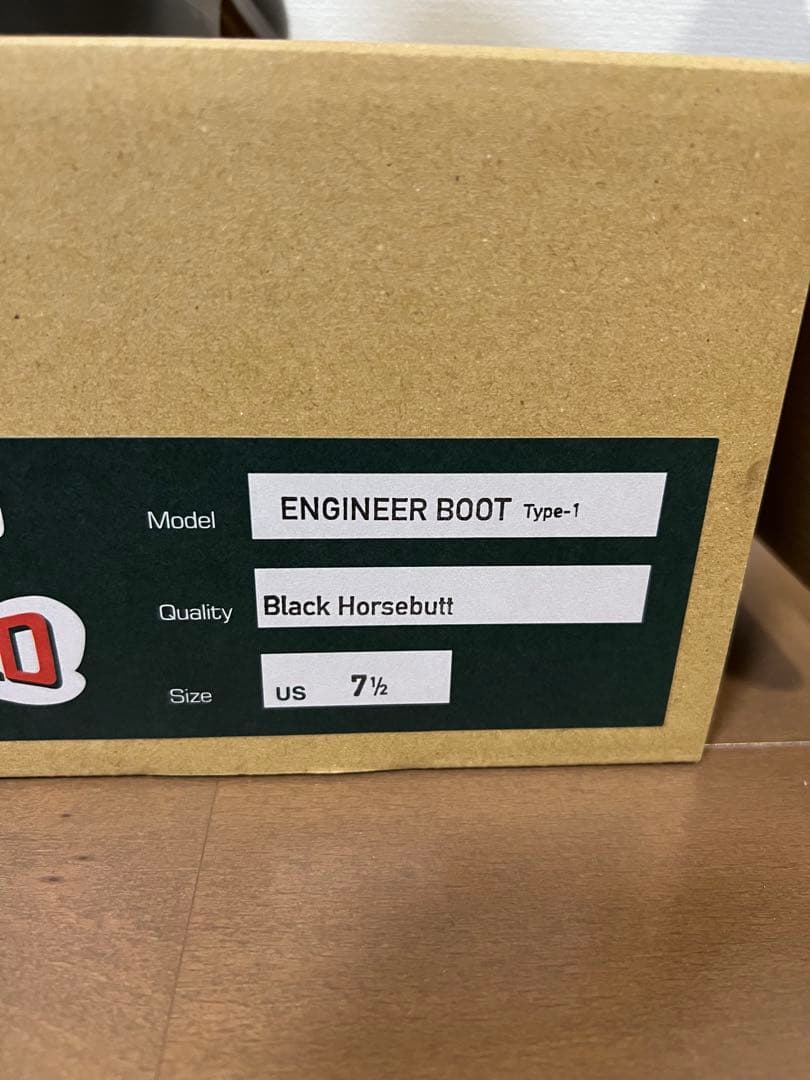 Model ENGINEER BOOT Type-1
Quality Black Horsebutt
Size US 7½